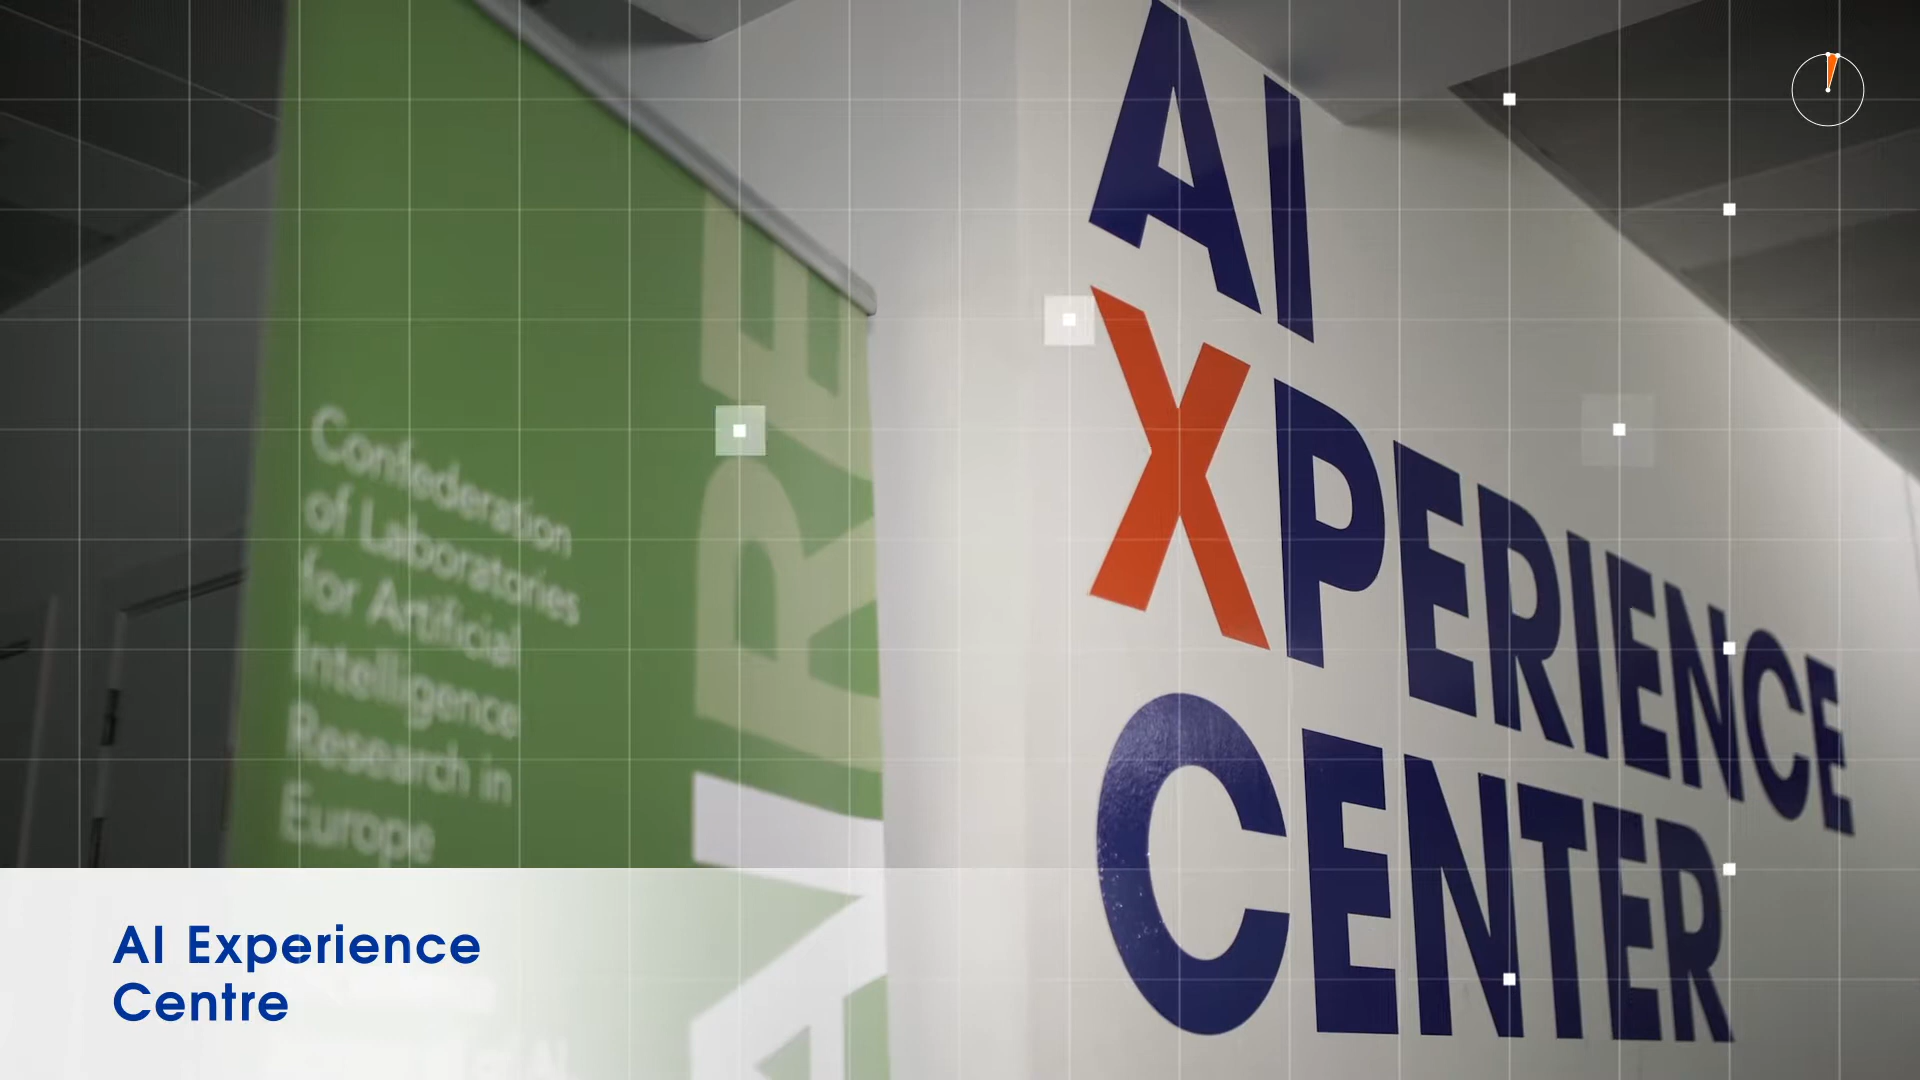 Confederation
of Laboratories
for Artificial
Intelligence
Research in
Europe
AI
XPERIENCE
CENTER
AI Experience
Centre